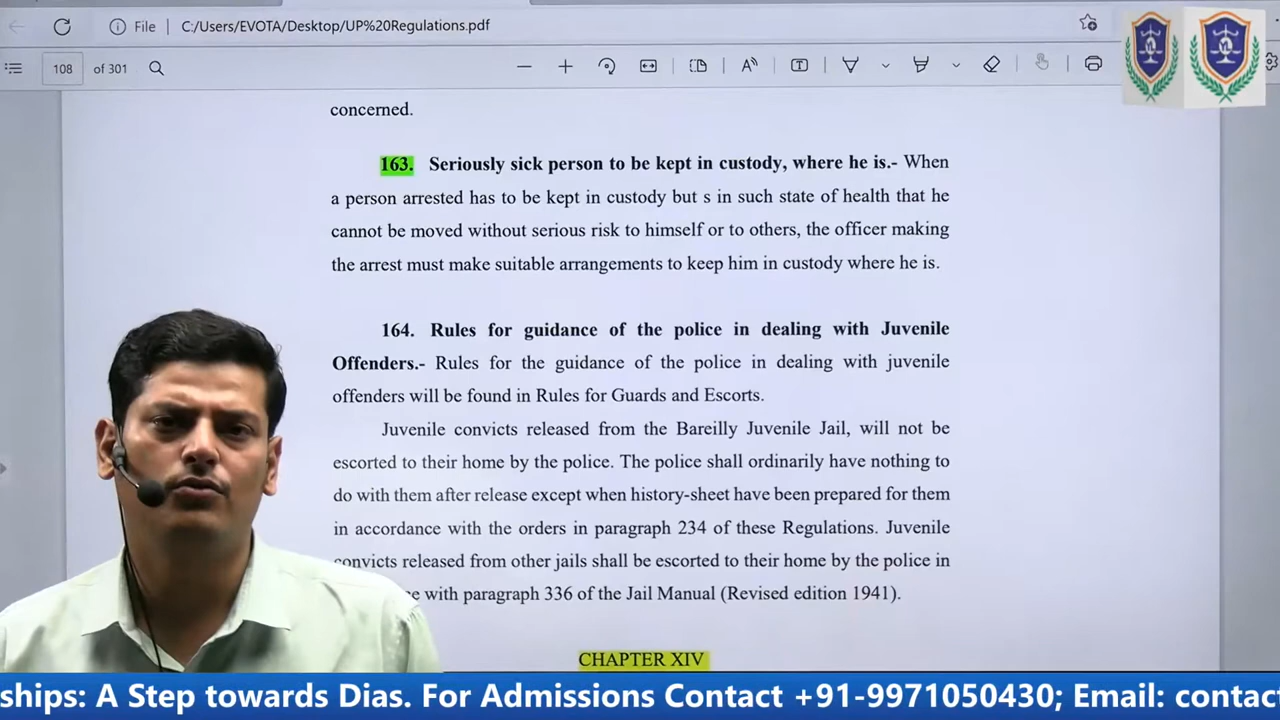 File C:/Users/EVOTA/Desktop/UP%20Regulations.pdf
108 of 301
concerned.
163. Seriously sick person to be kept in custody, where he is.- When
a person arrested has to be kept in custody but s in such state of health that he
cannot be moved without serious risk to himself or to others, the officer making
the arrest must make suitable arrangements to keep him in custody where he is.
164. Rules for guidance of the police in dealing with Juvenile
Offenders.- Rules for the guidance of the police in dealing with juvenile
offenders will be found in Rules for Guards and Escorts.
Juvenile convicts released from the Bareilly Juvenile Jail, will not be
escorted to their home by the police. The police shall ordinarily have nothing to
do with them after release except when history-sheet have been prepared for them
in accordance with the orders in paragraph 234 of these Regulations. Juvenile
convicts released from other jails shall be escorted to their home by the police in
with paragraph 336 of the Jail Manual (Revised edition 1941).
CHAPTER XIV
ships: A Step towards Dias. For Admissions Contact +91-9971050430; Email: contac